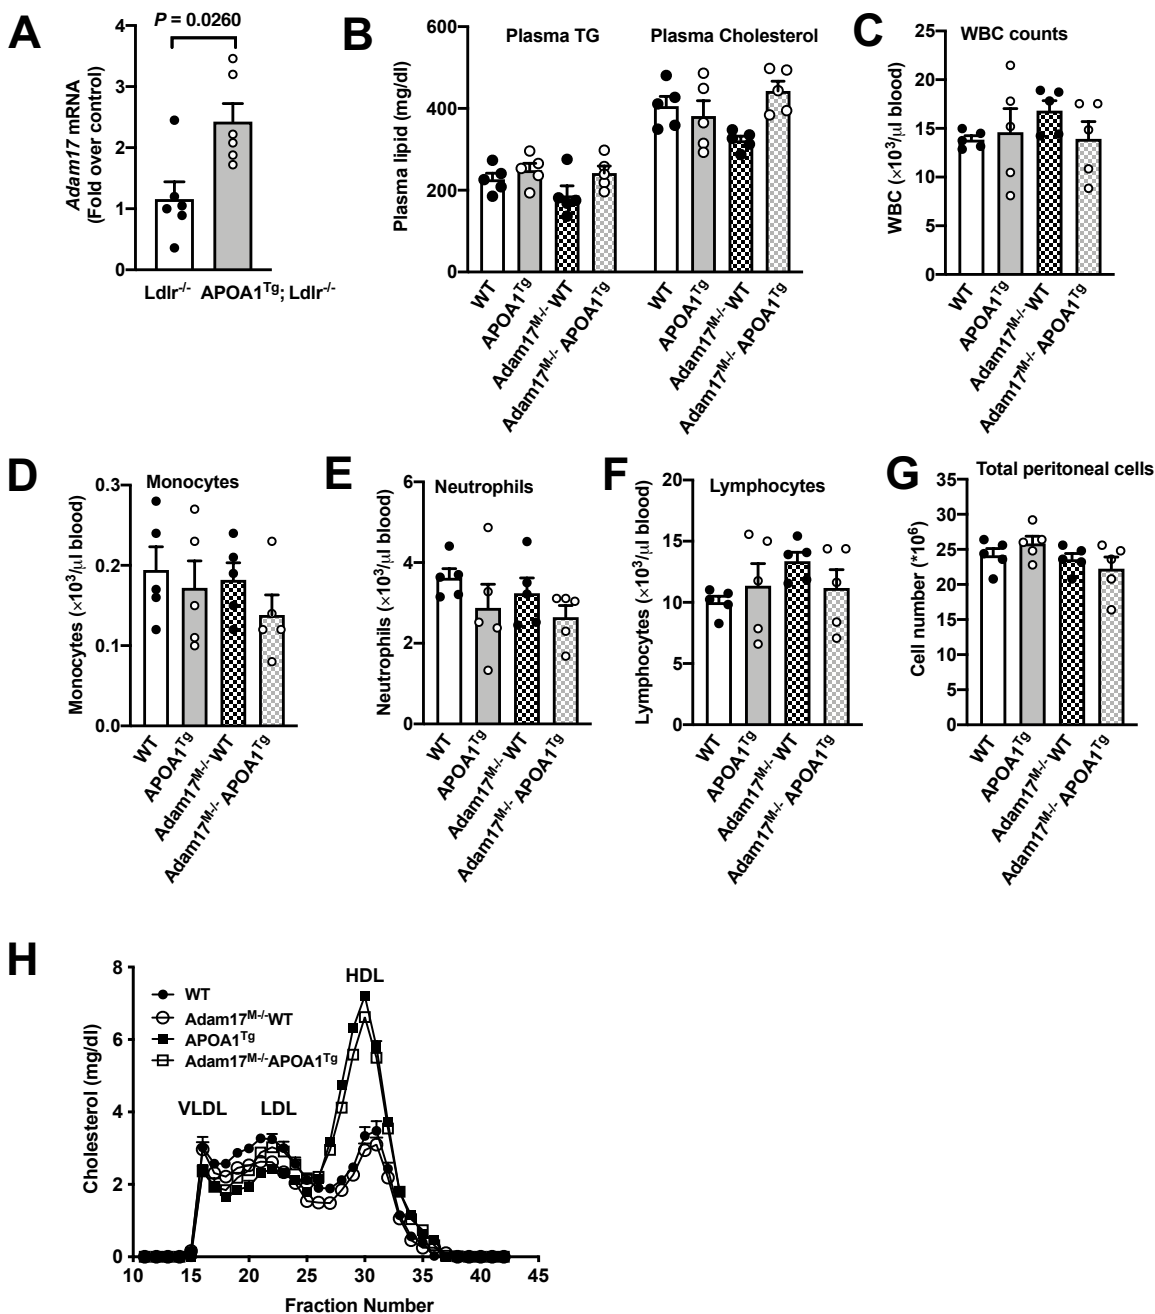 A
P = 0.0260
Adam17 mRNA
(Fold over control)
4
3
2
1
0
Ldlr-/-
APOA1Tg; Ldlr-/-
B
Plasma TG
Plasma Cholesterol
Plasma lipid (mg/dl)
600
400
200
0
WT
APOA1Tg
Adam17M-/- WT
Adam17M-/- APOA1Tg
WT
APOA1Tg
Adam17M-/- WT
Adam17M-/- APOA1Tg
C
WBC counts
WBC (×10³/µl blood)
25
20
15
10
5
0
WT
APOA1Tg
Adam17M-/- WT
Adam17M-/- APOA1Tg
D
Monocytes
Monocytes (×10³/µl blood)
0.3
0.2
0.1
0.0
WT
APOA1Tg
Adam17M-/- WT
Adam17M-/- APOA1Tg
E
Neutrophils
Neutrophils (×10³/µl blood)
6
4
2
0
WT
APOA1Tg
Adam17M-/- WT
Adam17M-/- APOA1Tg
F
Lymphocytes
Lymphocytes (×10³/µl blood)
20
15
10
5
0
WT
APOA1Tg
Adam17M-/- WT
Adam17M-/- APOA1Tg
G
Total peritoneal cells
Cell number (*10⁶)
35
30
25
20
15
10
5
0
WT
APOA1Tg
Adam17M-/- WT
Adam17M-/- APOA1Tg
H
Cholesterol (mg/dl)
8
6
4
2
0
WT
Adam17M-/-WT
APOA1Tg
Adam17M-/-APOA1Tg
VLDL
LDL
HDL
10 15 20 25 30 35 40 45
Fraction Number